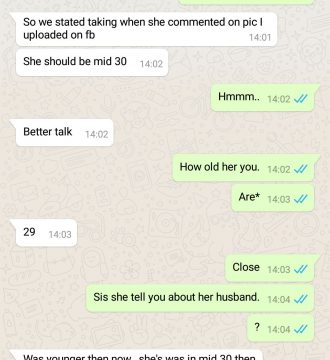 So we stated taking when she commented on pic I
uploaded on fb
14:01
She should be mid 30 14:02
Hmmm.. 14:02
Better talk 14:02
How old her you. 14:02
Are* 14:03
29 14:03
Close 14:03
Sis she tell you about her husband. 14:04
? 14:04
Was younger then now.. she's was in mid 30 then